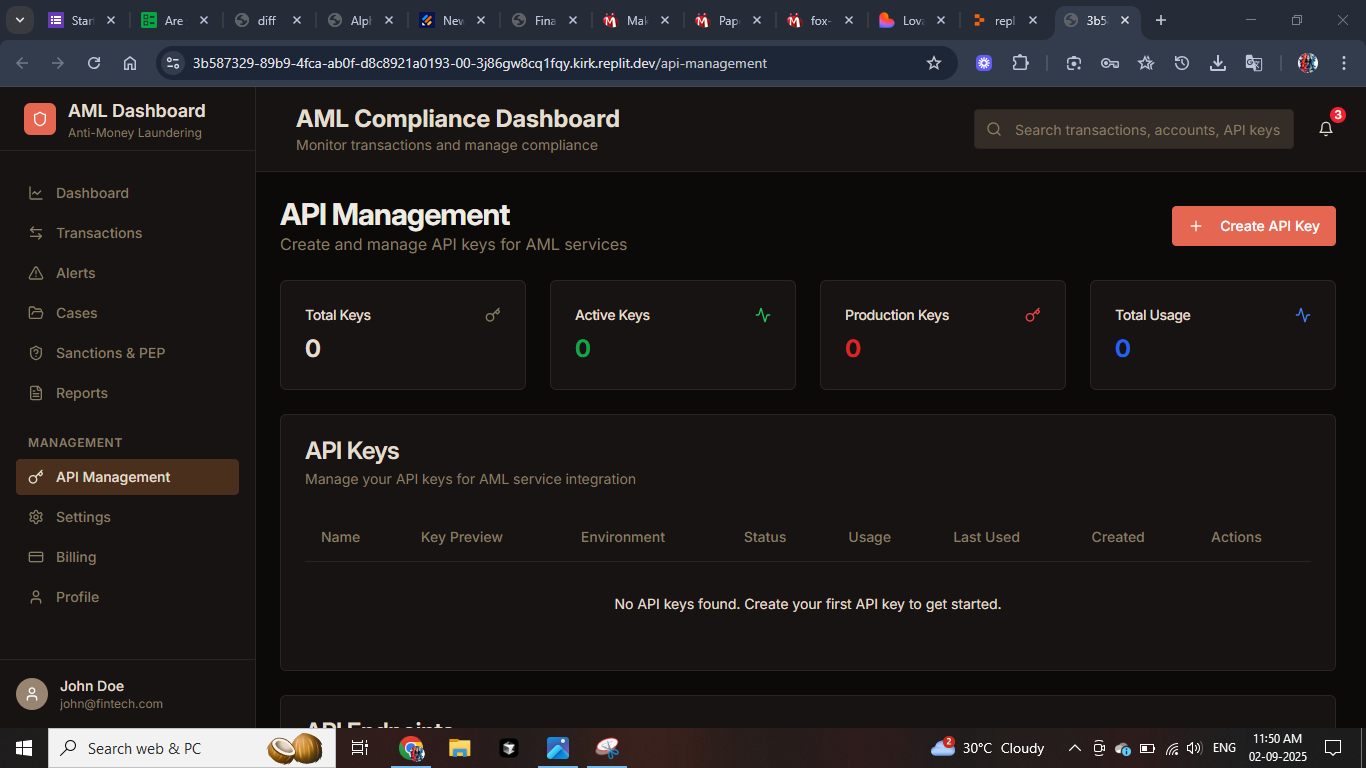 Star
Are
diff
Alph
New
Fina
Mak
Pap
fox-
Lova
repl
3b5
3b587329-89b9-4fca-ab0f-d8c8921a0193-00-3j86gw8cq1fqy.kirk.replit.dev/api-management
AML Dashboard
Anti-Money Laundering
AML Compliance Dashboard
Monitor transactions and manage compliance
Search transactions, accounts, API keys
3
Dashboard
Transactions
Alerts
Cases
Sanctions & PEP
Reports
MANAGEMENT
API Management
Settings
Billing
Profile
John Doe
john@fintech.com
API Management
Create and manage API keys for AML services
Create API Key
Total Keys
0
Active Keys
0
Production Keys
0
Total Usage
0
API Keys
Manage your API keys for AML service integration
Name Key Preview Environment Status Usage Last Used Created Actions
No API keys found. Create your first API key to get started.
API Endpoints
Search web & PC
2
30°C Cloudy
ENG
11:50 AM
02-09-2025